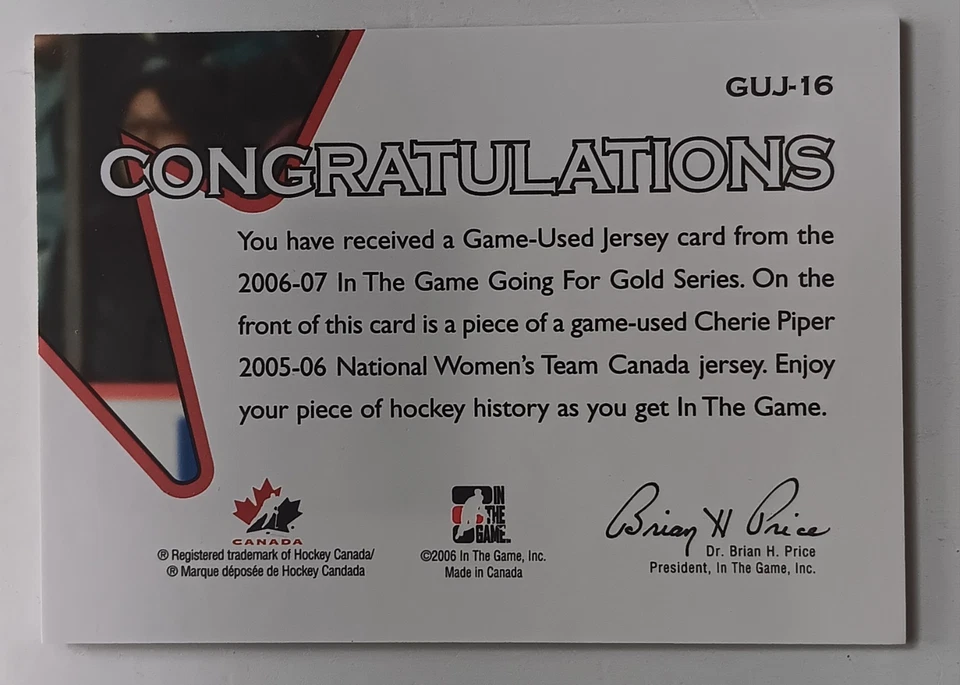 GUJ-16
CONGRATULATIONS
You have received a Game-Used Jersey card from the
2006-07 In The Game Going For Gold Series. On the
front of this card is a piece of a game-used Cherie Piper
2005-06 National Women's Team Canada jersey. Enjoy
your piece of hockey history as you get In The Game.
CANADA
® Registered trademark of Hockey Canada/
® Marque déposée de Hockey Candada
IN
THE
GAME
©2006 In The Game, Inc.
Made in Canada
Brian H Price
Dr. Brian H. Price
President, In The Game, Inc.